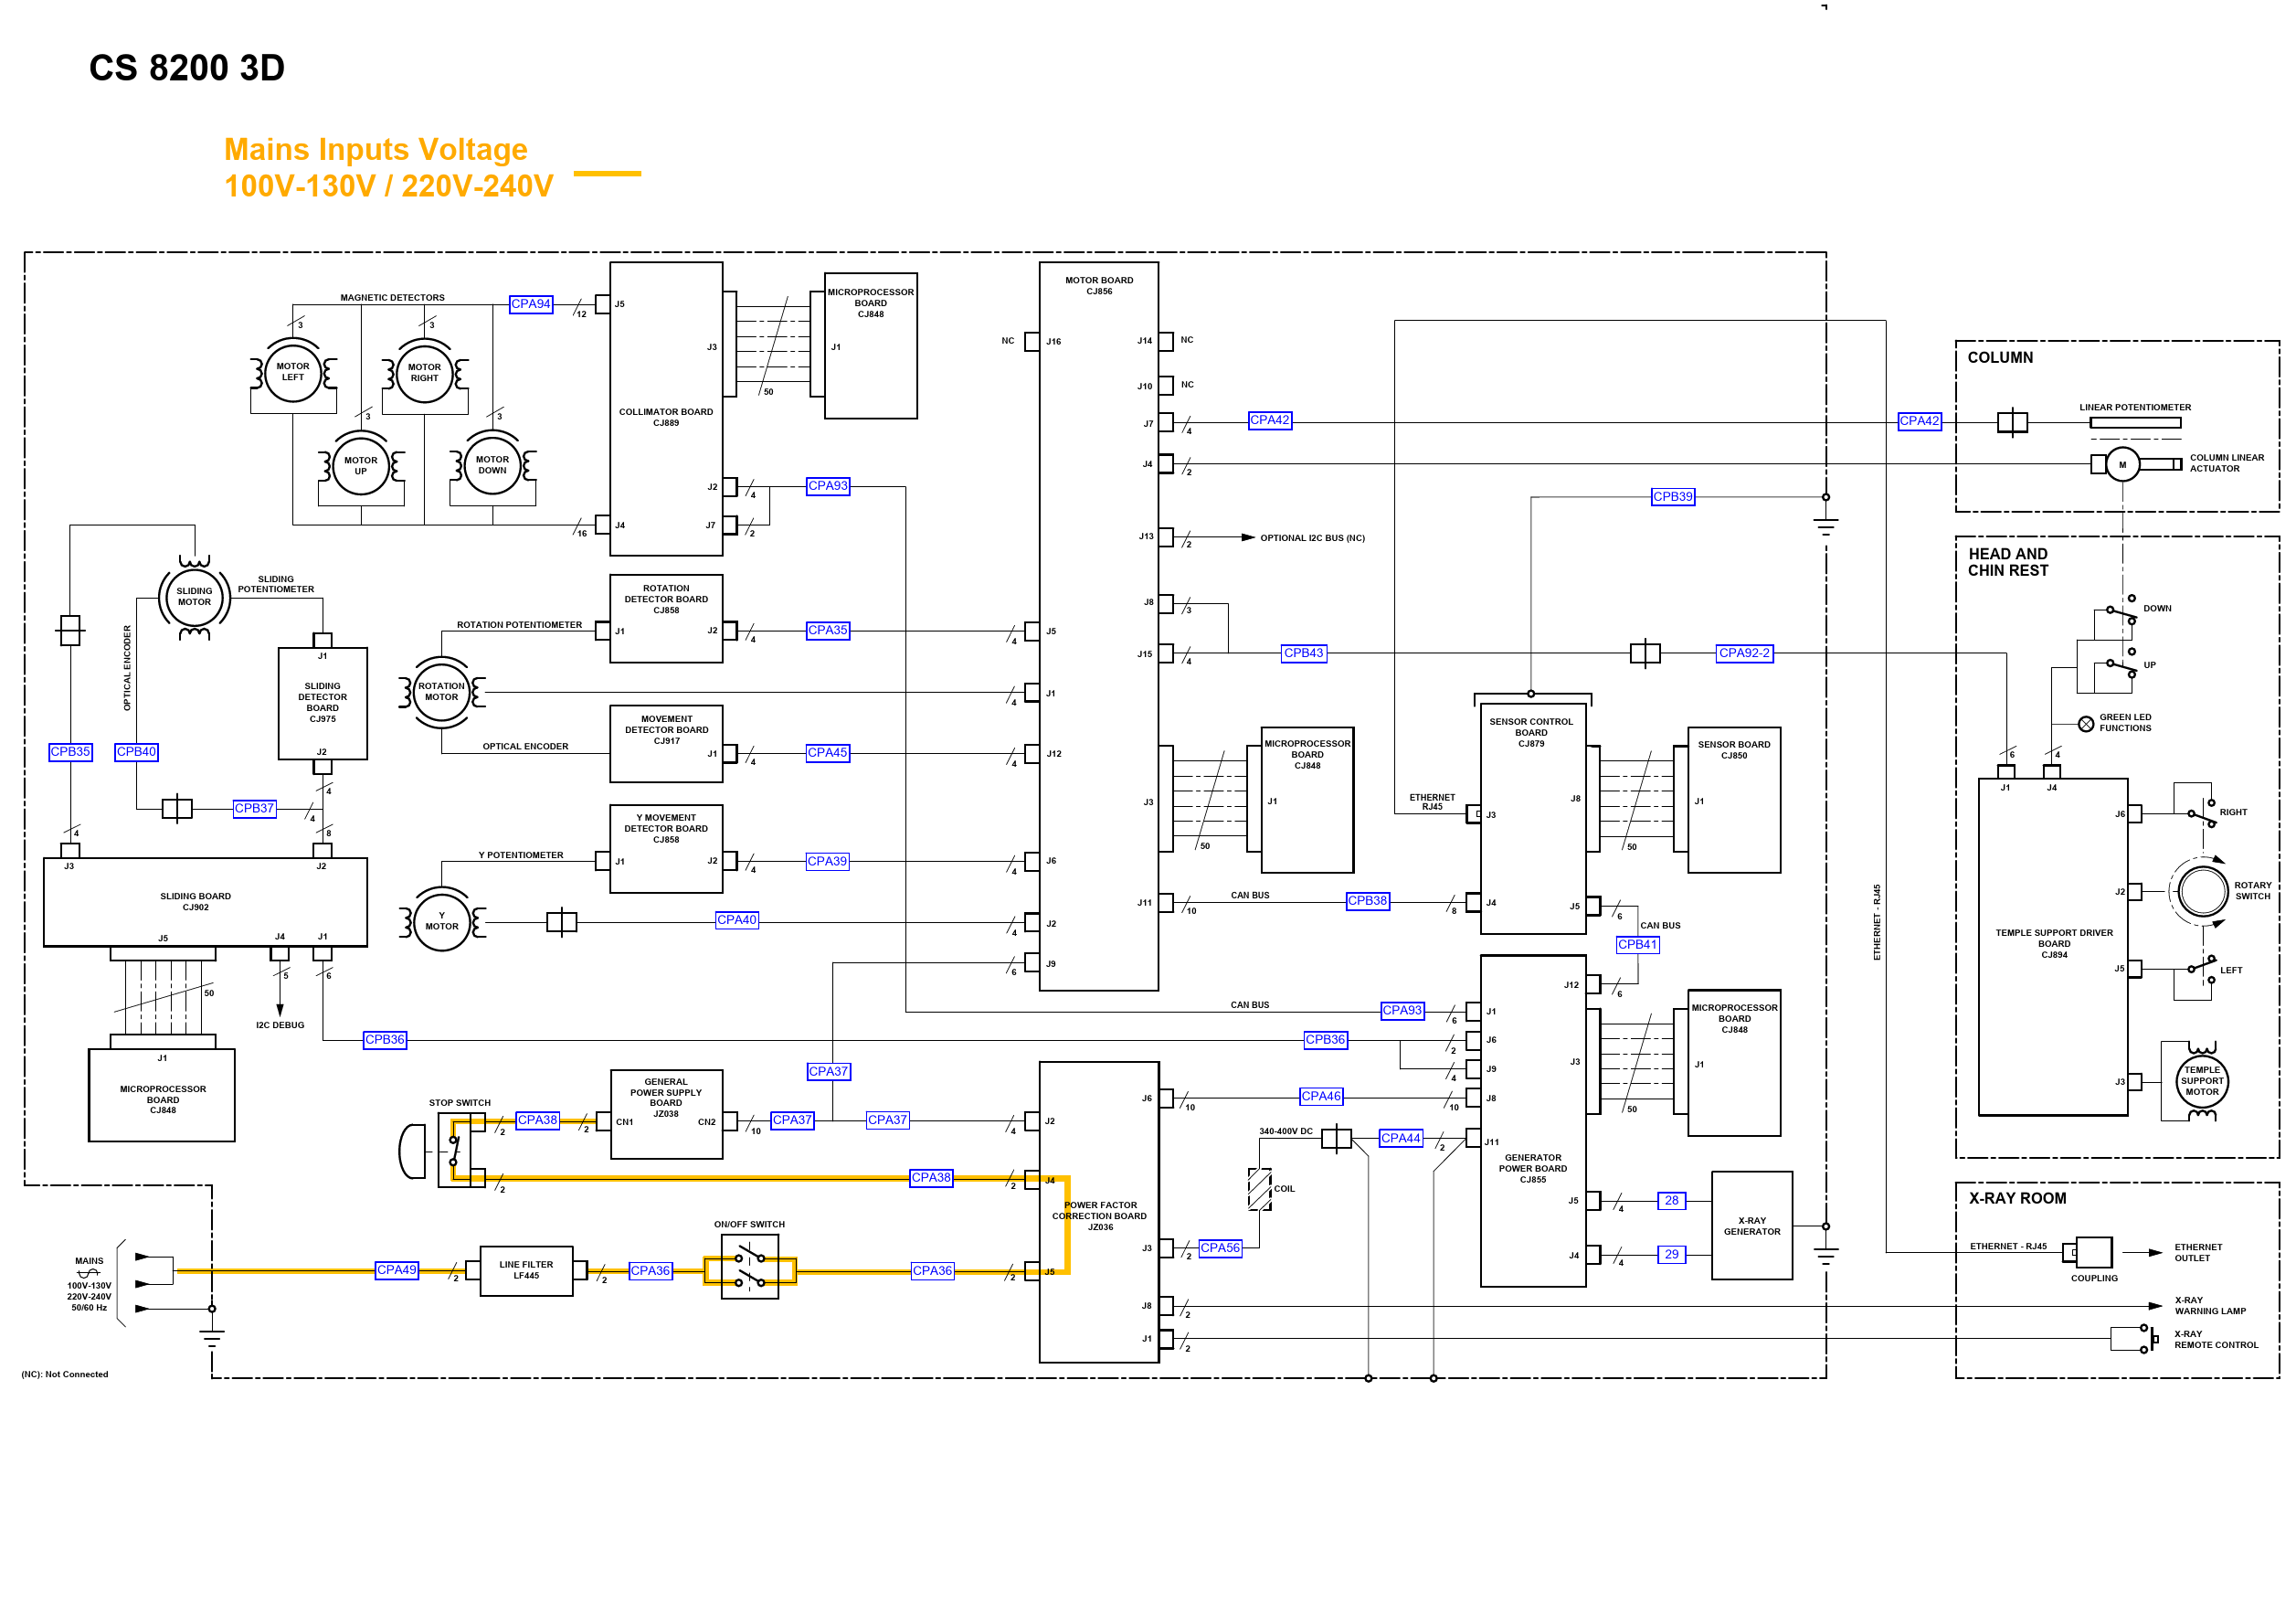 CS 8200 3D
Mains Inputs Voltage
100V-130V / 220V-240V
MAGNETIC DETECTORS
CPA94
12
J5
3
3
MOTOR
LEFT
MOTOR
RIGHT
3
3
MOTOR
UP
MOTOR
DOWN
16
J4
J3
COLLIMATOR BOARD
CJ889
J2
J7
4
2
CPA93
50
MICROPROCESSOR
BOARD
CJ848
J1
MOTOR BOARD
CJ856
NC
J16
J14
NC
J10
NC
J7
4
CPA42
CPA42
J4
2
J13
2
OPTIONAL I2C BUS (NC)
J8
3
J15
4
CPB43
CPA92-2
CPB39
COLUMN
LINEAR POTENTIOMETER
M
COLUMN LINEAR
ACTUATOR
HEAD AND
CHIN REST
DOWN
UP
GREEN LED
FUNCTIONS
6
4
J1
J4
J6
RIGHT
J2
ROTARY
SWITCH
TEMPLE SUPPORT DRIVER
BOARD
CJ894
J5
LEFT
J3
TEMPLE
SUPPORT
MOTOR
SLIDING
MOTOR
SLIDING
POTENTIOMETER
OPTICAL ENCODER
J1
SLIDING
DETECTOR
BOARD
CJ975
J2
CPB35
CPB40
CPB37
4
4
4
8
J3
J2
SLIDING BOARD
CJ902
J5
J4
J1
50
5
6
I2C DEBUG
J1
MICROPROCESSOR
BOARD
CJ848
CPB36
ROTATION
DETECTOR BOARD
CJ858
ROTATION POTENTIOMETER
J1
J2
4
CPA35
4
J5
ROTATION
MOTOR
4
J1
MOVEMENT
DETECTOR BOARD
CJ917
OPTICAL ENCODER
J1
4
CPA45
4
J12
Y MOVEMENT
DETECTOR BOARD
CJ858
Y POTENTIOMETER
J1
J2
4
CPA39
4
J6
Y
MOTOR
CPA40
4
J2
6
J9
J3
50
MICROPROCESSOR
BOARD
CJ848
J1
J11
10
CAN BUS
CPB38
8
J4
SENSOR CONTROL
BOARD
CJ879
ETHERNET
RJ45
J3
J8
50
SENSOR BOARD
CJ850
J1
J5
6
CAN BUS
CPB41
6
J12
ETHERNET - RJ45
CAN BUS
CPA93
6
J1
CPB36
2
J6
4
J9
J3
50
MICROPROCESSOR
BOARD
CJ848
J1
J6
10
CPA46
10
J8
340-400V DC
CPA44
2
J11
GENERATOR
POWER BOARD
CJ855
COIL
J5
4
28
J4
4
29
X-RAY
GENERATOR
STOP SWITCH
2
CPA38
2
CN1
GENERAL
POWER SUPPLY
BOARD
JZ038
CN2
10
CPA37
CPA37
CPA37
4
J2
2
CPA38
2
J4
POWER FACTOR
CORRECTION BOARD
JZ036
J3
2
CPA56
ON/OFF SWITCH
MAINS
100V-130V
220V-240V
50/60 Hz
CPA49
2
LINE FILTER
LF445
2
CPA36
CPA36
2
J5
J8
2
J1
2
X-RAY ROOM
ETHERNET - RJ45
COUPLING
ETHERNET
OUTLET
X-RAY
WARNING LAMP
X-RAY
REMOTE CONTROL
(NC): Not Connected